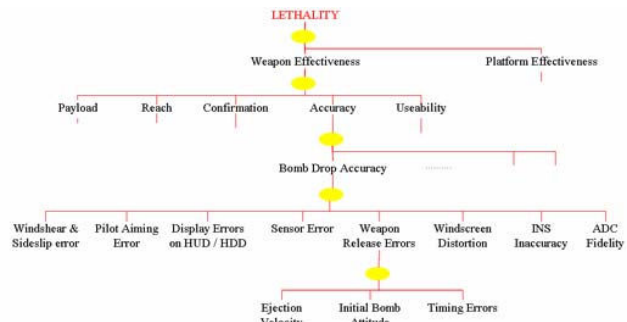 LETHALITY
Weapon Effectiveness Platform Effectiveness
Payload Reach Confirmation Accuracy Useability
Bomb Drop Accuracy ........
Windshear & Pilot Aiming Display Errors Sensor Error Weapon Windscreen INS ADC
Sideslip error Error on HUD / HDD Release Errors Distortion Inaccuracy Fidelity
Ejection Initial Bomb Timing Errors
Velocity Attitude